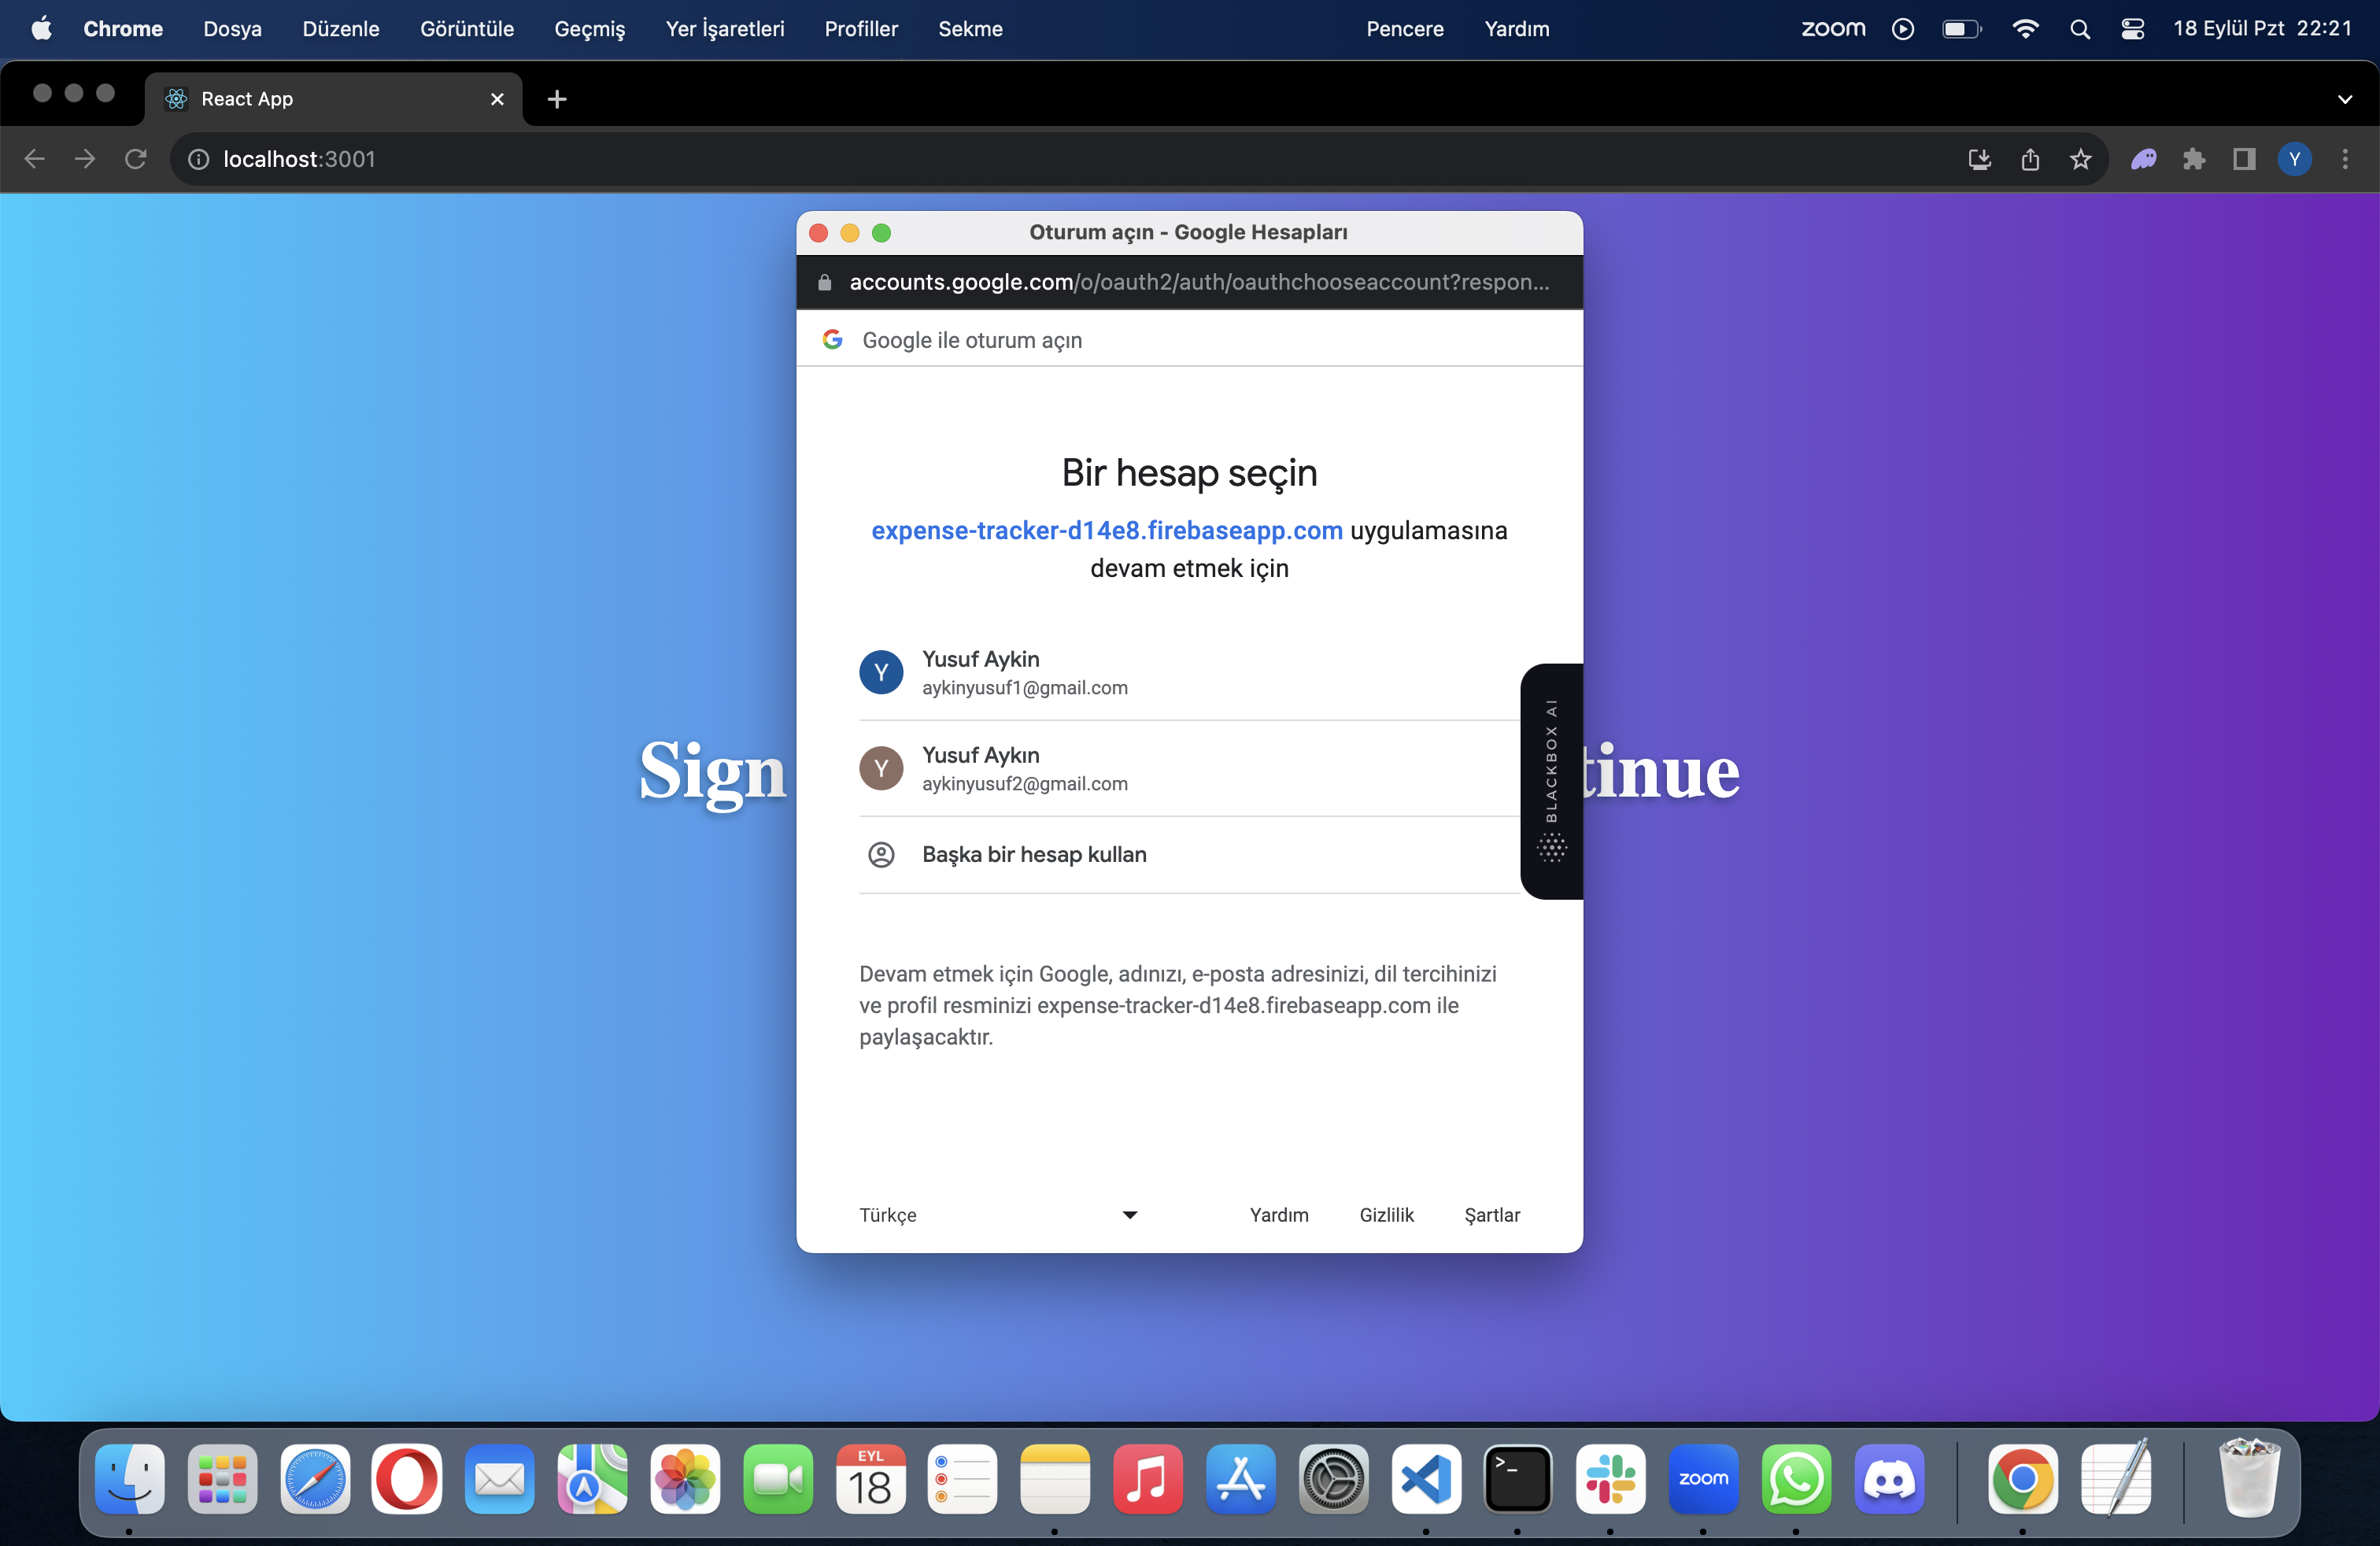 Chrome Dosya Düzenle Görüntüle Geçmiş Yer İşaretleri Profiller Sekme Pencere Yardım zoom 18 Eylül Pzt 22:21
React App
localhost:3001
Y
Oturum açın - Google Hesapları
accounts.google.com/o/oauth2/auth/oauthchooseaccount?respon...
Google ile oturum açın
Bir hesap seçin
expense-tracker-d14e8.firebaseapp.com uygulamasına
devam etmek için
Y
Yusuf Aykin
aykinyusuf1@gmail.com
Y
Yusuf Aykın
aykinyusuf2@gmail.com
Başka bir hesap kullan
BLACKBOX AI
Sign
tinue
Devam etmek için Google, adınızı, e-posta adresinizi, dil tercihinizi
ve profil resminizi expense-tracker-d14e8.firebaseapp.com ile
paylaşacaktır.
Türkçe Yardım Gizlilik Şartlar
EYL
18
>_
zoom